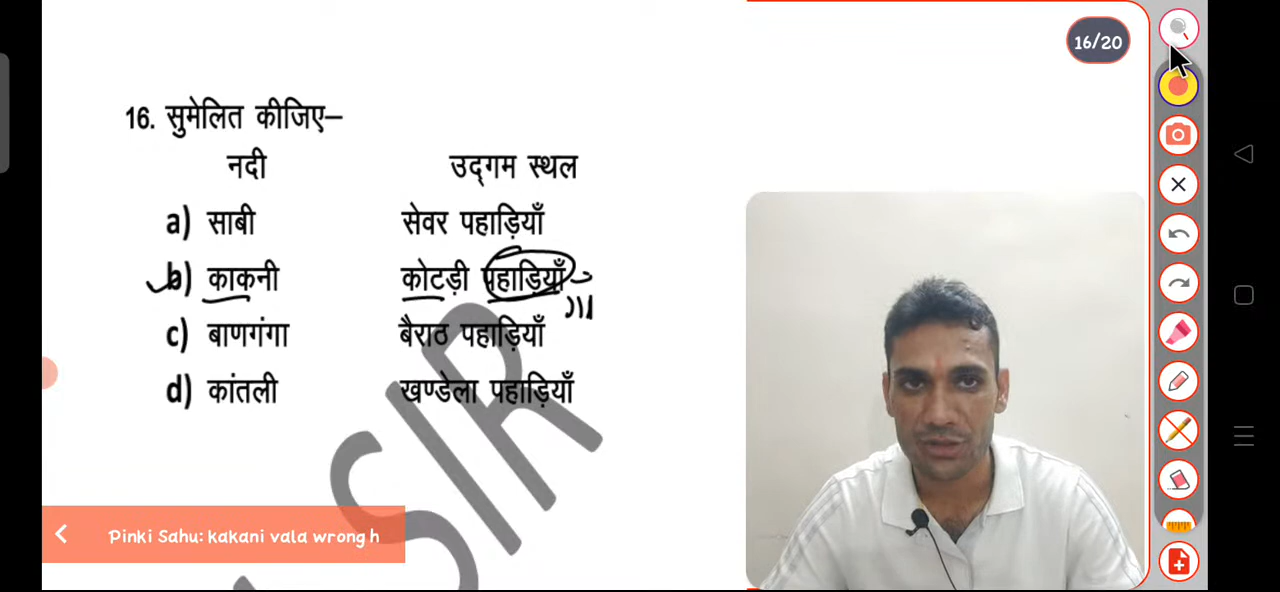 16/20
16. सुमेलित कीजिए–
नदी उद्गम स्थल
a) साबी सेवर पहाड़ियाँ
b) काकनी कोटड़ी पहाड़ियाँ
c) बाणगंगा बैराठ पहाड़ियाँ
d) कांतली खण्डेला पहाड़ियाँ
SIR
Pinki Sahu: kakani vala wrong h